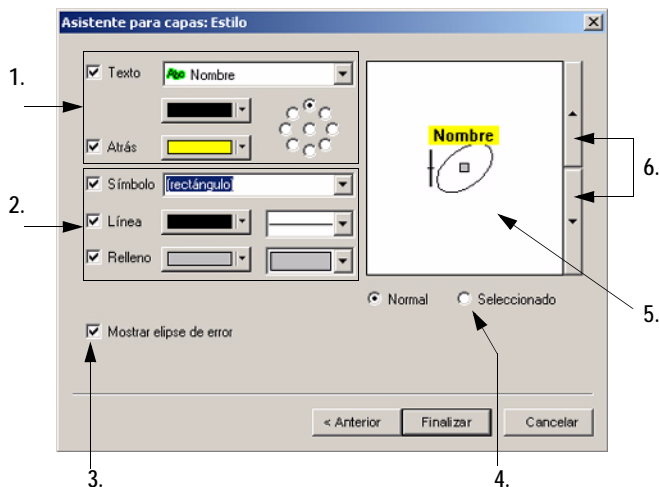 Asistente para capas: Estilo
1.
Texto
Abc Nombre
Atrás
Nombre
6.
2.
Símbolo
[rectángulo]
Línea
Relleno
Normal
Seleccionado
5.
Mostrar elipse de error
< Anterior
Finalizar
Cancelar
3.
4.